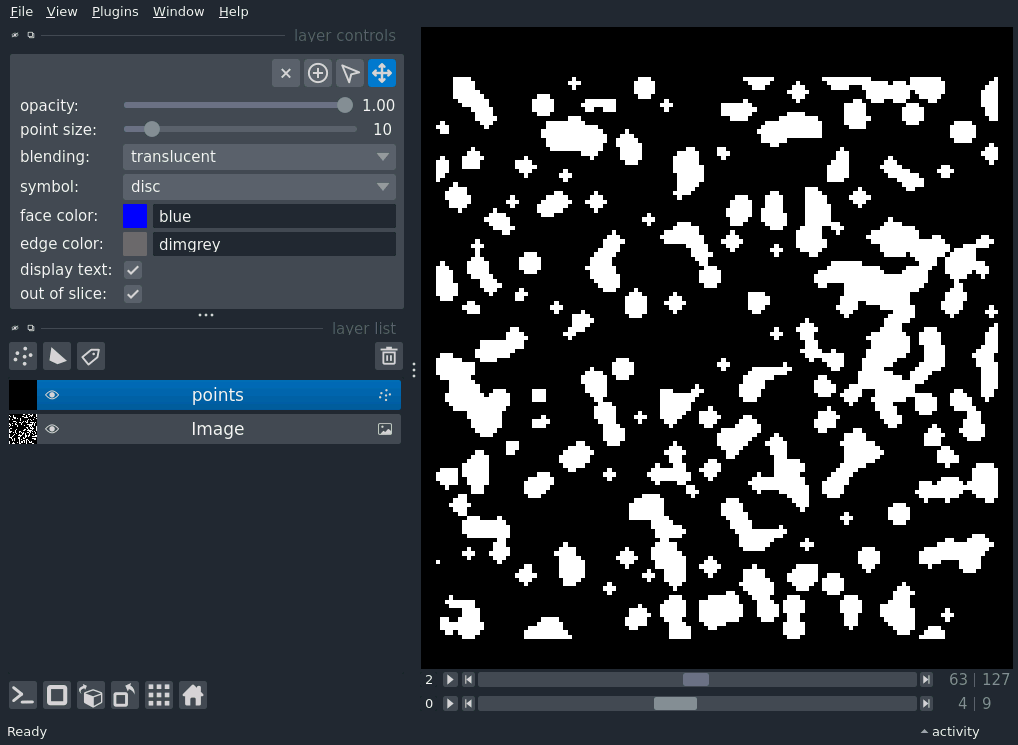 File View Plugins Window Help
layer controls
opacity: 1.00
point size: 10
blending: translucent
symbol: disc
face color: blue
edge color: dimgrey
display text:
out of slice:
layer list
points
Image
2 63 | 127
0 4 | 9
Ready activity